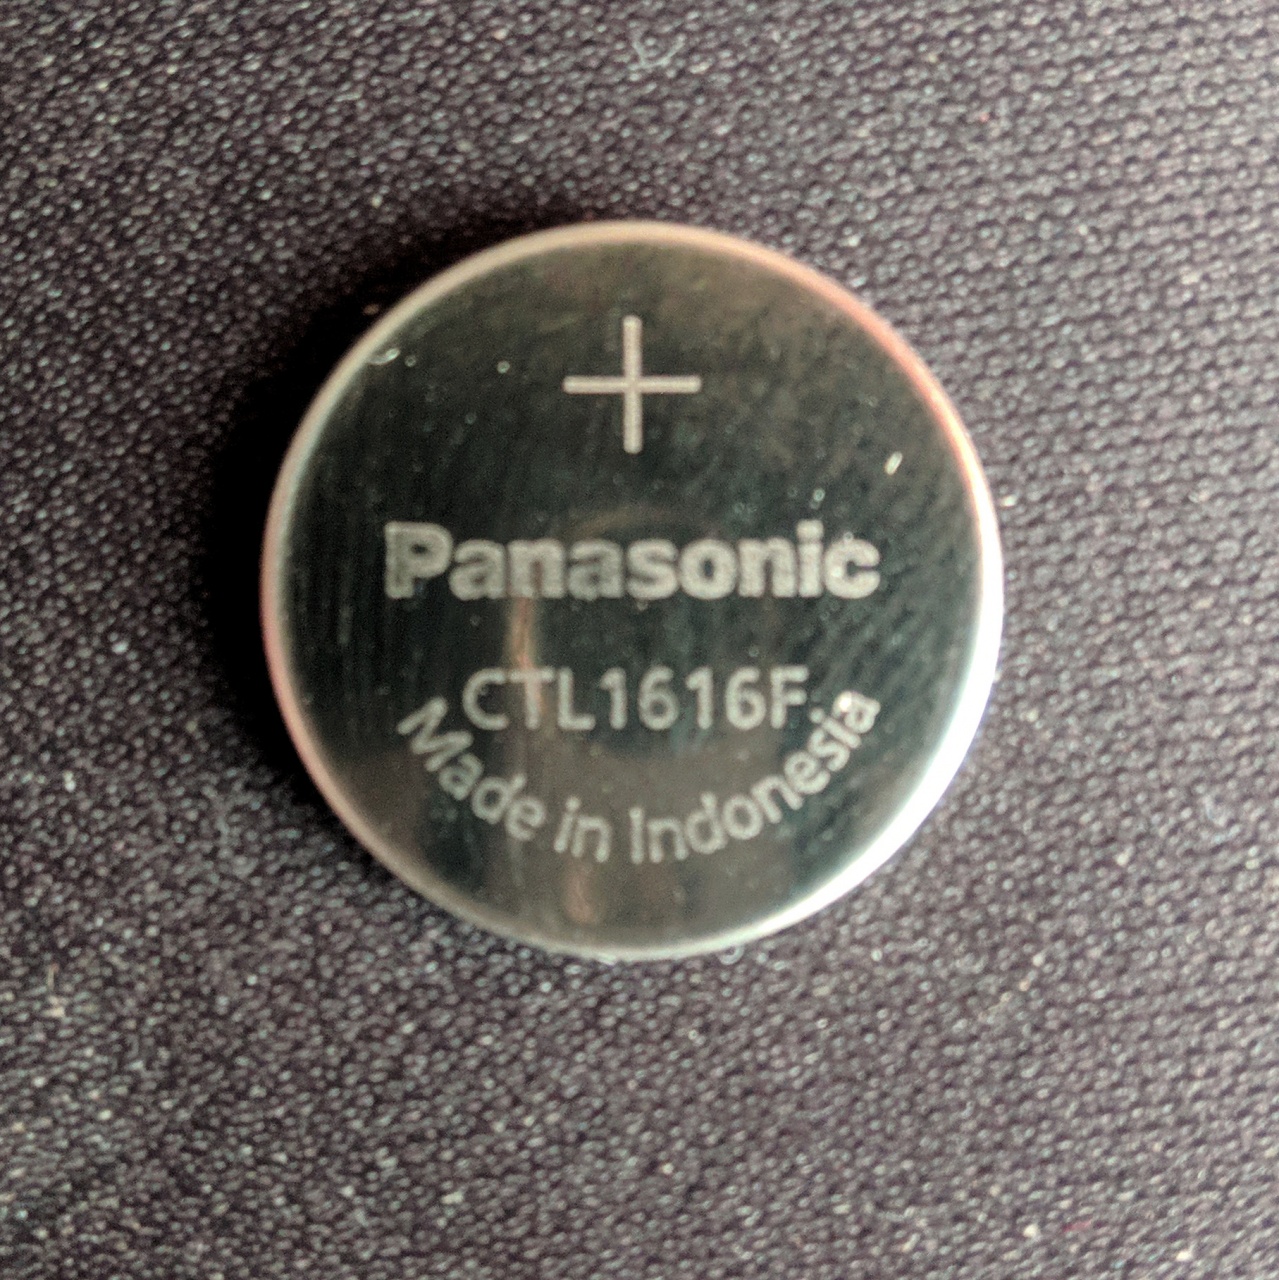 +
Panasonic
CTL1616F
Made in Indonesia